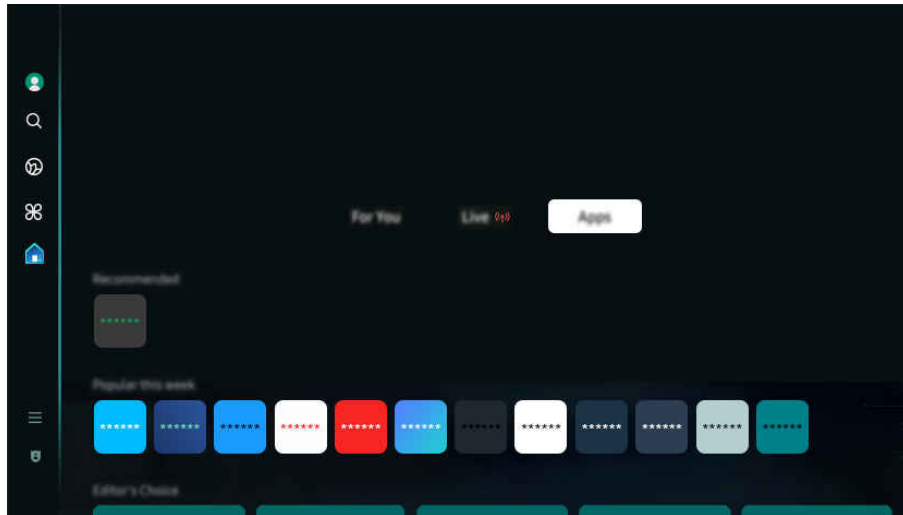 For You
Live
Apps
Recommended
******
Popular this week
****** ****** ****** ****** ****** ****** ****** ****** ****** ****** ****** ******
Editor's Choice